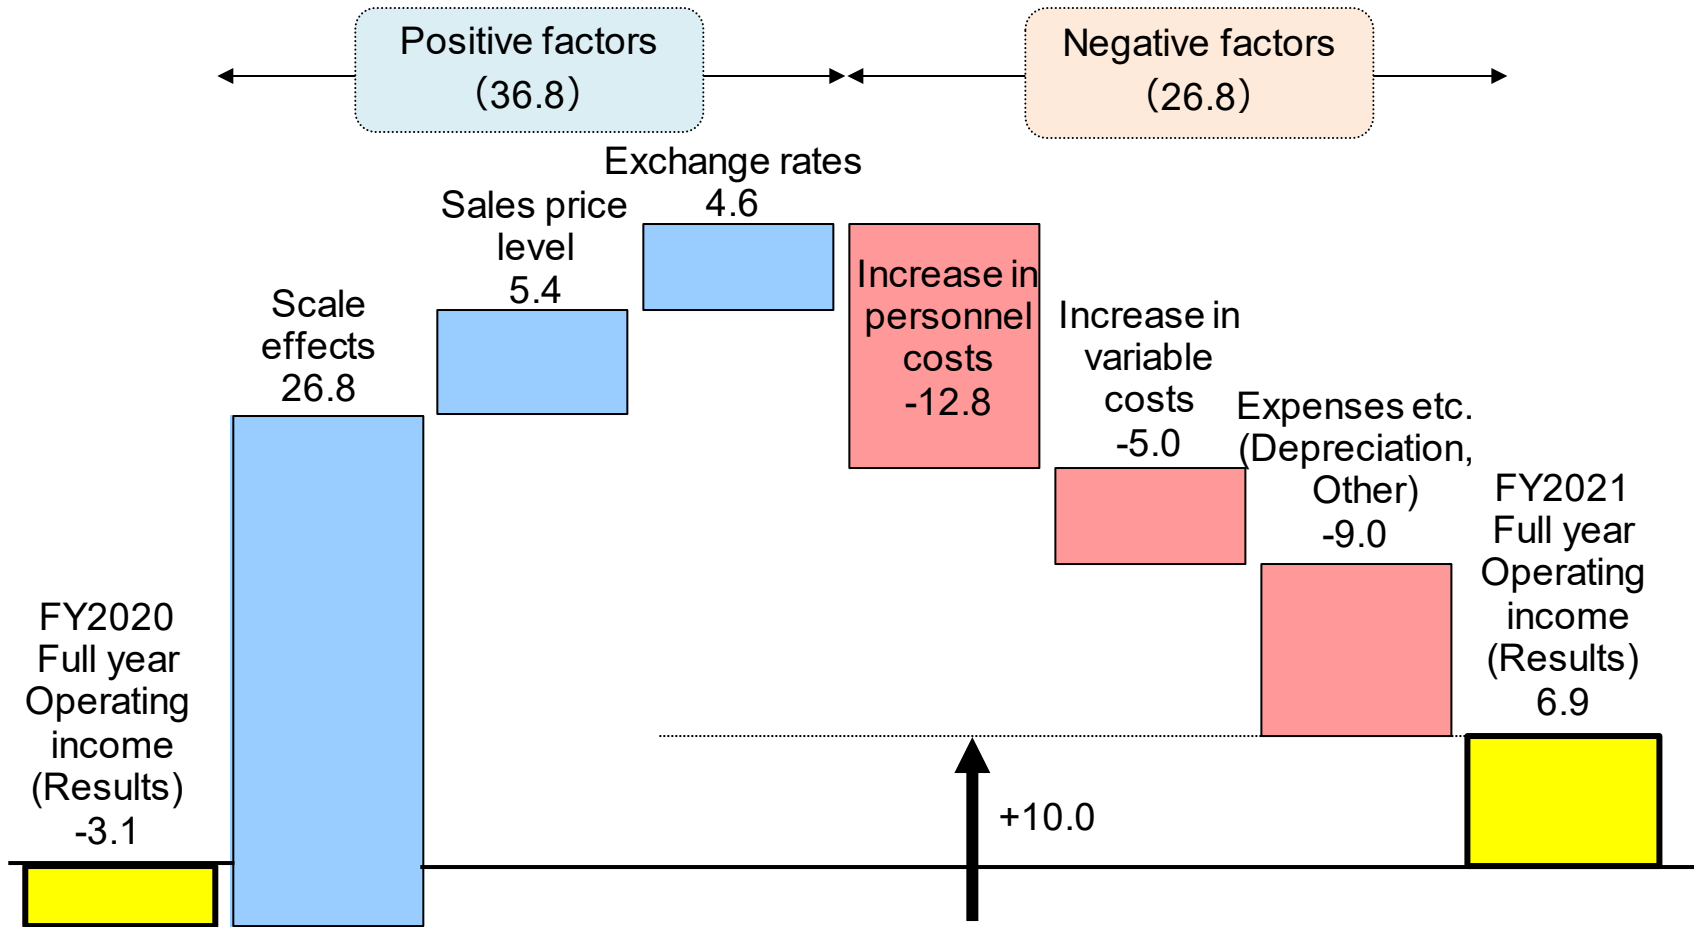 Positive factors
（36.8）
Negative factors
（26.8）
FY2020
Full year
Operating
income
(Results)
-3.1
Scale
effects
26.8
Sales price
level
5.4
Exchange rates
4.6
Increase in
personnel
costs
-12.8
Increase in
variable
costs
-5.0
Expenses etc.
(Depreciation,
Other)
-9.0
FY2021
Full year
Operating
income
(Results)
6.9
+10.0